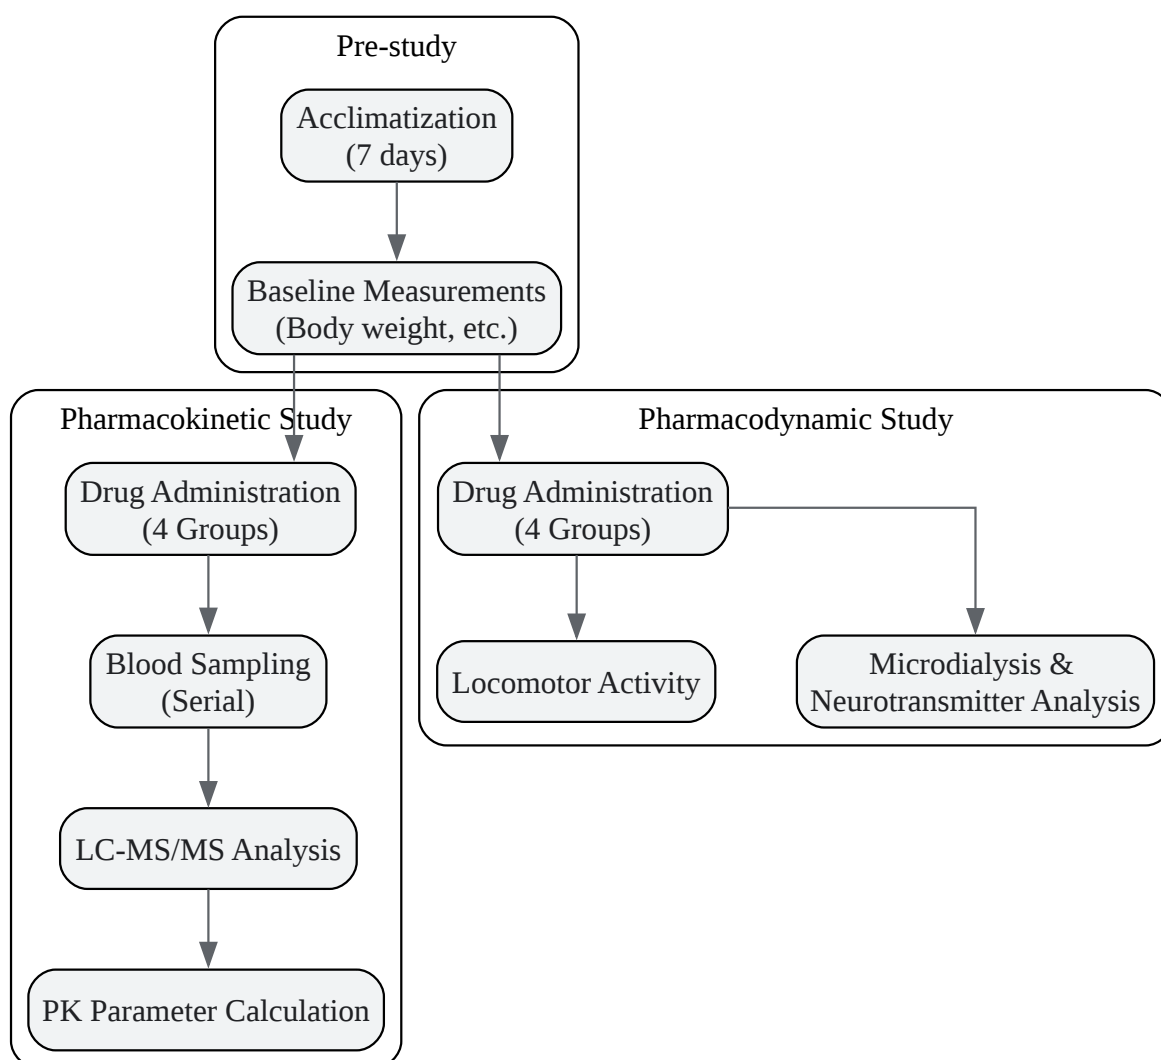 Pre-study
Acclimatization
(7 days)
Baseline Measurements
(Body weight, etc.)
Pharmacokinetic Study
Drug Administration
(4 Groups)
Blood Sampling
(Serial)
LC-MS/MS Analysis
PK Parameter Calculation
Pharmacodynamic Study
Drug Administration
(4 Groups)
Locomotor Activity
Microdialysis &
Neurotransmitter Analysis